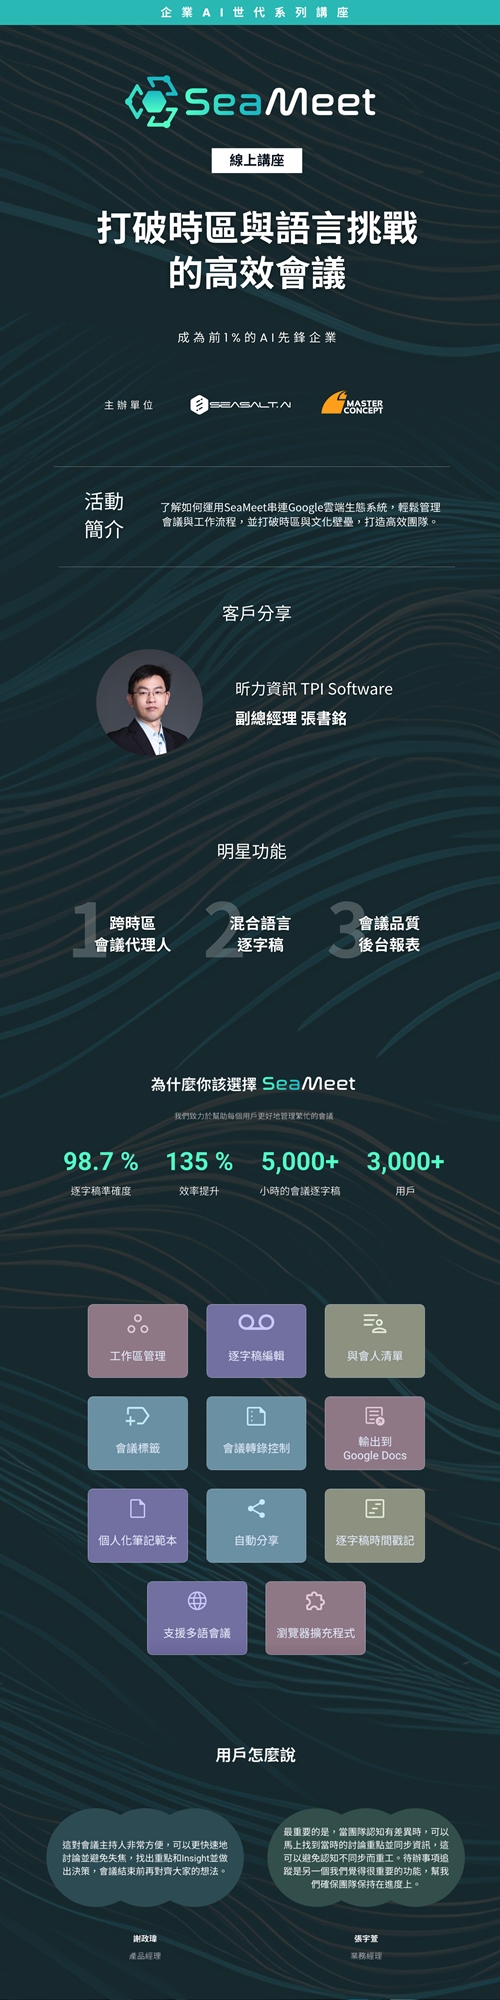 企業AI世代系列講座
SeaMeet
線上講座
打破時區與語言挑戰
的高效會議
成為前1%的AI先鋒企業
主辦單位
SEASALT.AI
MASTER
CONCEPT
活動
簡介
了解如何運用SeaMeet串連Google雲端生態系統，輕鬆管理
會議與工作流程，並打破時區與文化壁壘，打造高效團隊。
客戶分享
昕力資訊 TPI Software
副總經理 張書銘
明星功能
1
跨時區
會議代理人
2
混合語言
逐字稿
3
會議品質
後台報表
為什麼你該選擇 SeaMeet
我們致力於幫助每個用戶更好地管理繁忙的會議
98.7 %
逐字稿準確度
135 %
效率提升
5,000+
小時的會議逐字稿
3,000+
用戶
工作區管理
逐字稿編輯
與會人清單
會議標籤
會議轉錄控制
輸出到
Google Docs
個人化筆記範本
自動分享
逐字稿時間戳記
支援多語會議
瀏覽器擴充程式
用戶怎麼說
這對會議主持人非常方便，可以更快速地
討論並避免失焦，找出重點和Insight並做
出決策，會議結束前再對齊大家的想法。
謝政瑋
產品經理
最重要的是，當團隊認知有差異時，可以
馬上找到當時的討論重點並同步資訊，這
可以避免認知不同步而重工。待辦事項追
蹤是另一個我們覺得很重要的功能，幫我
們確保團隊保持在進度上。
張宇萱
業務經理